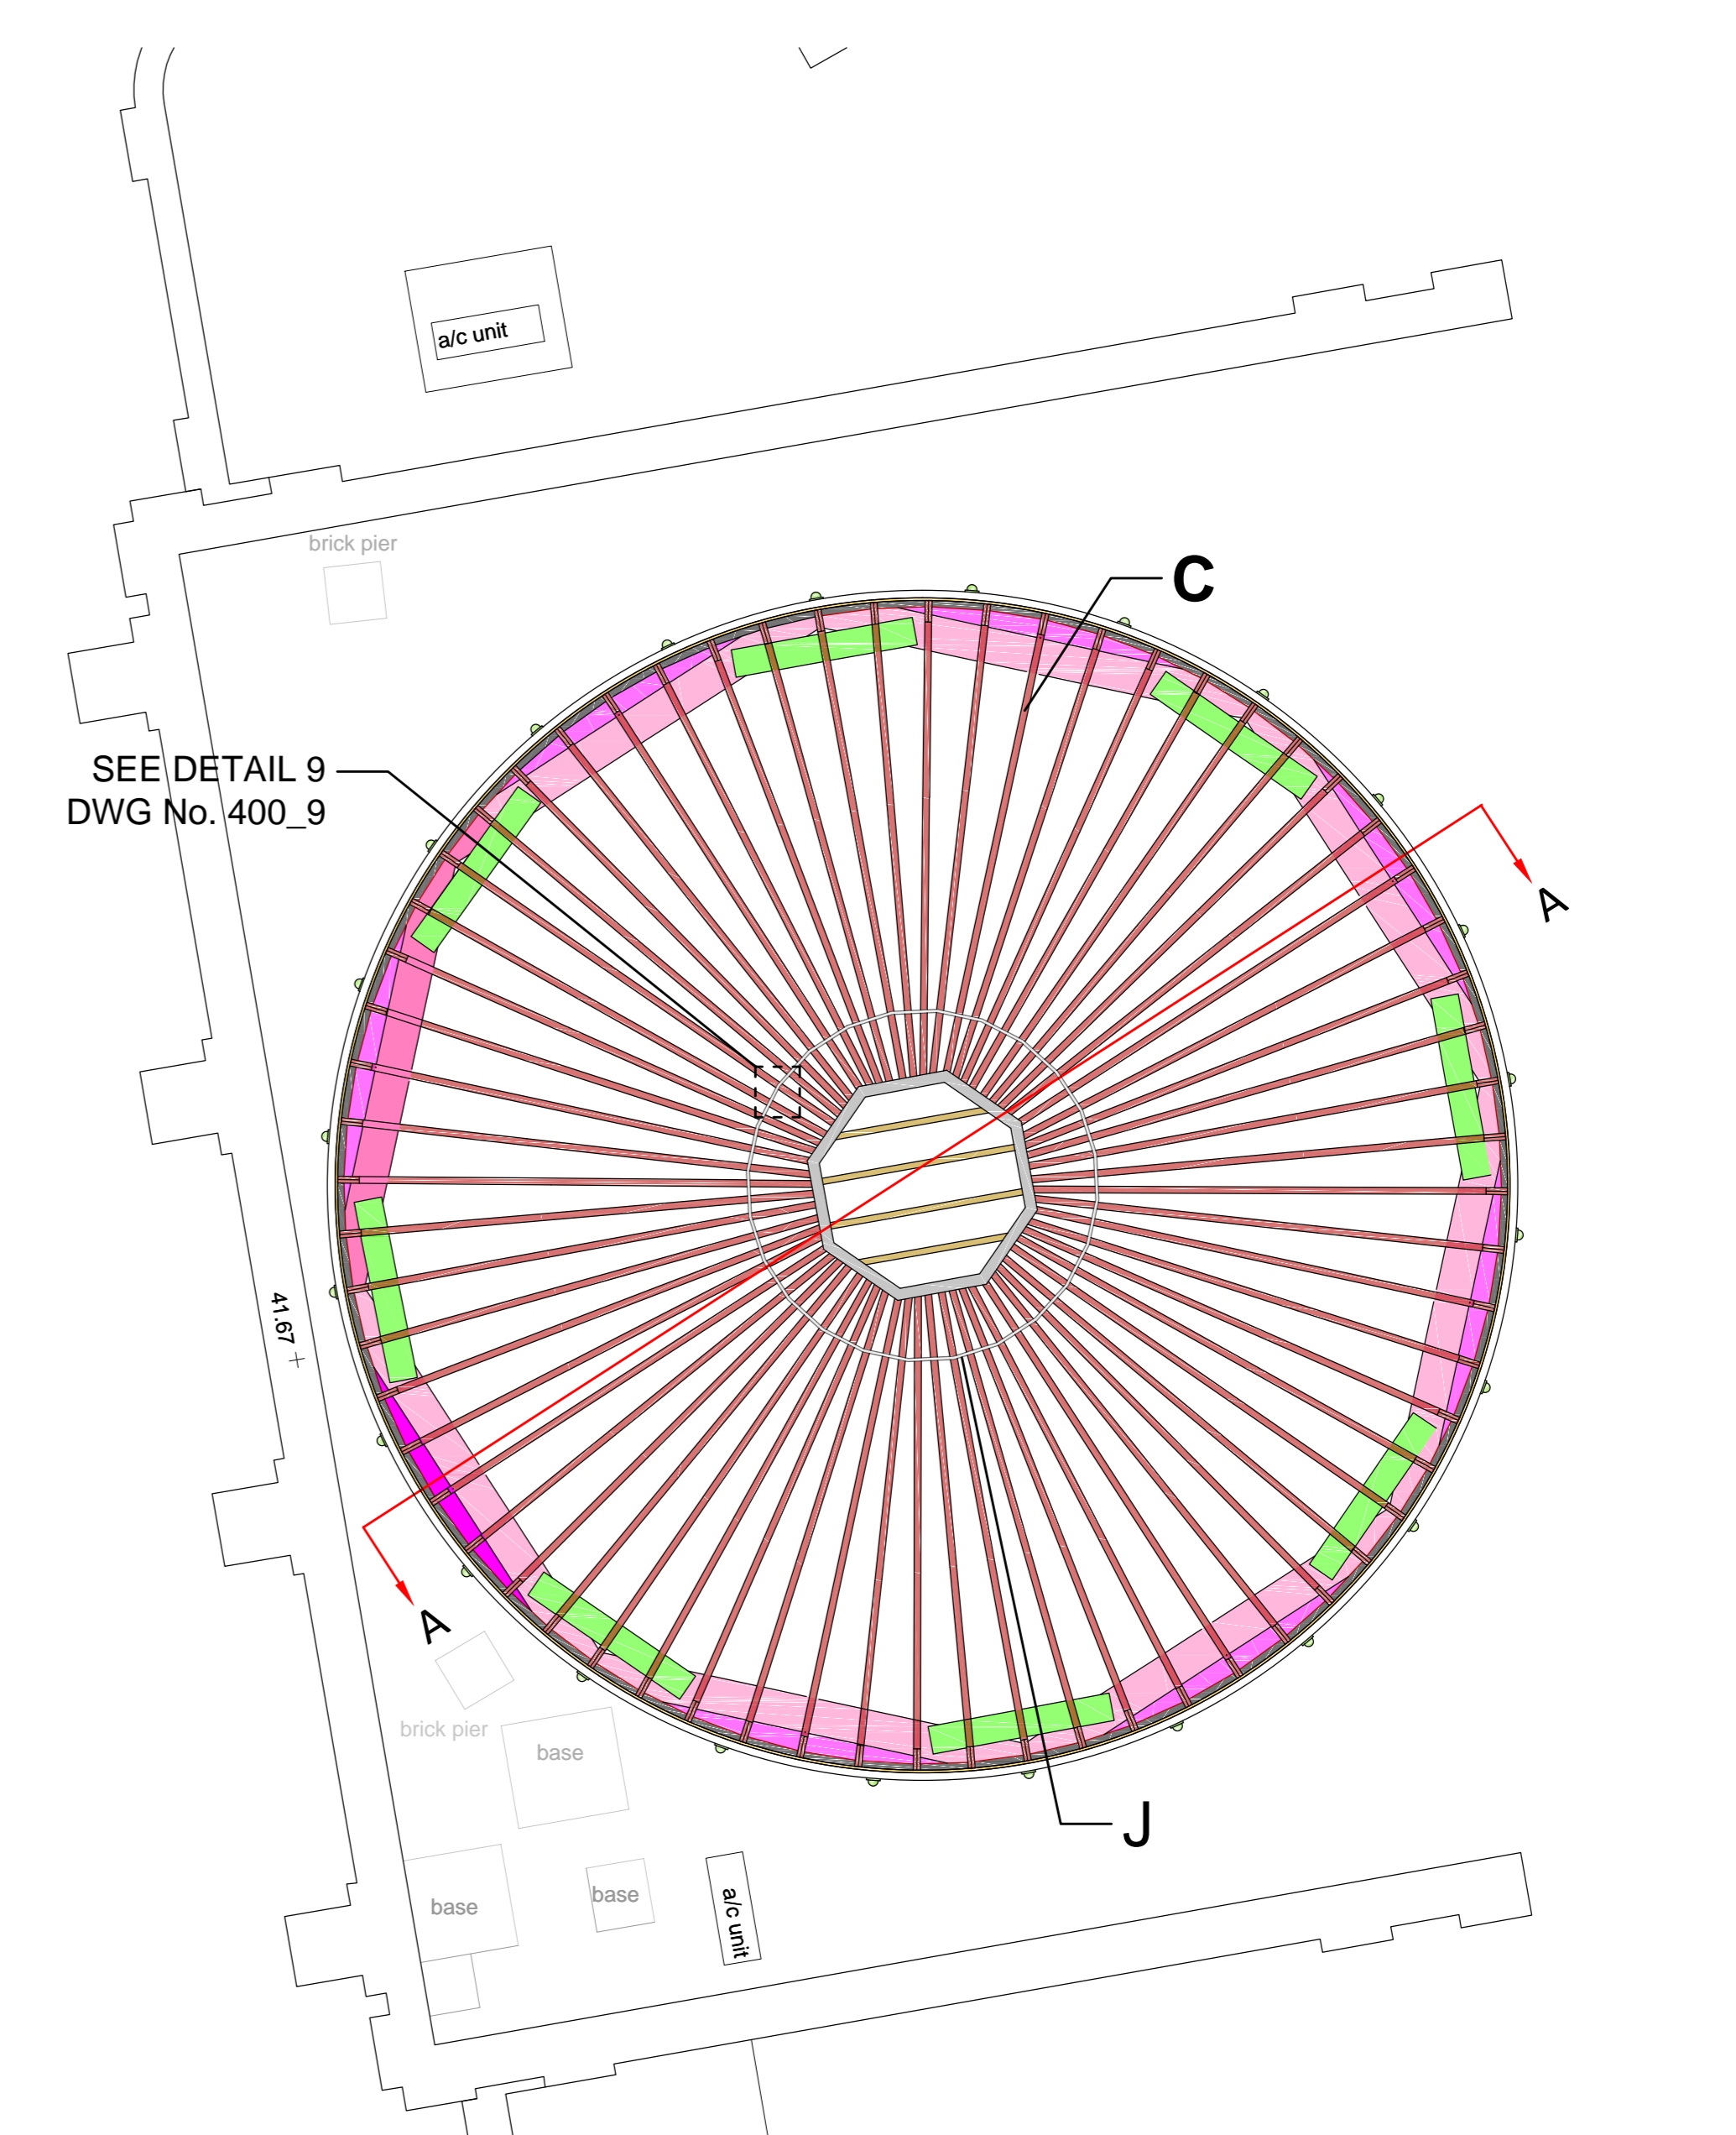 a/c unit
brick pier
C
SEE DETAIL 9
DWG No. 400_9
A
41.67
A
brick pier
base
J
base
base
a/c unit